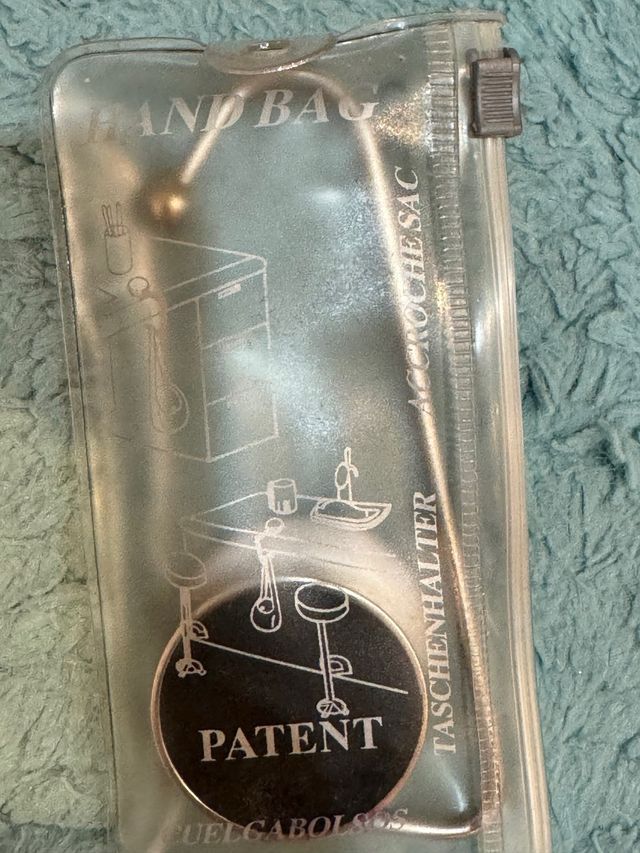 HAND BAG
ACCROCHE SAC
TASCHENHALTER
PATENT
CUELGABOLSOS